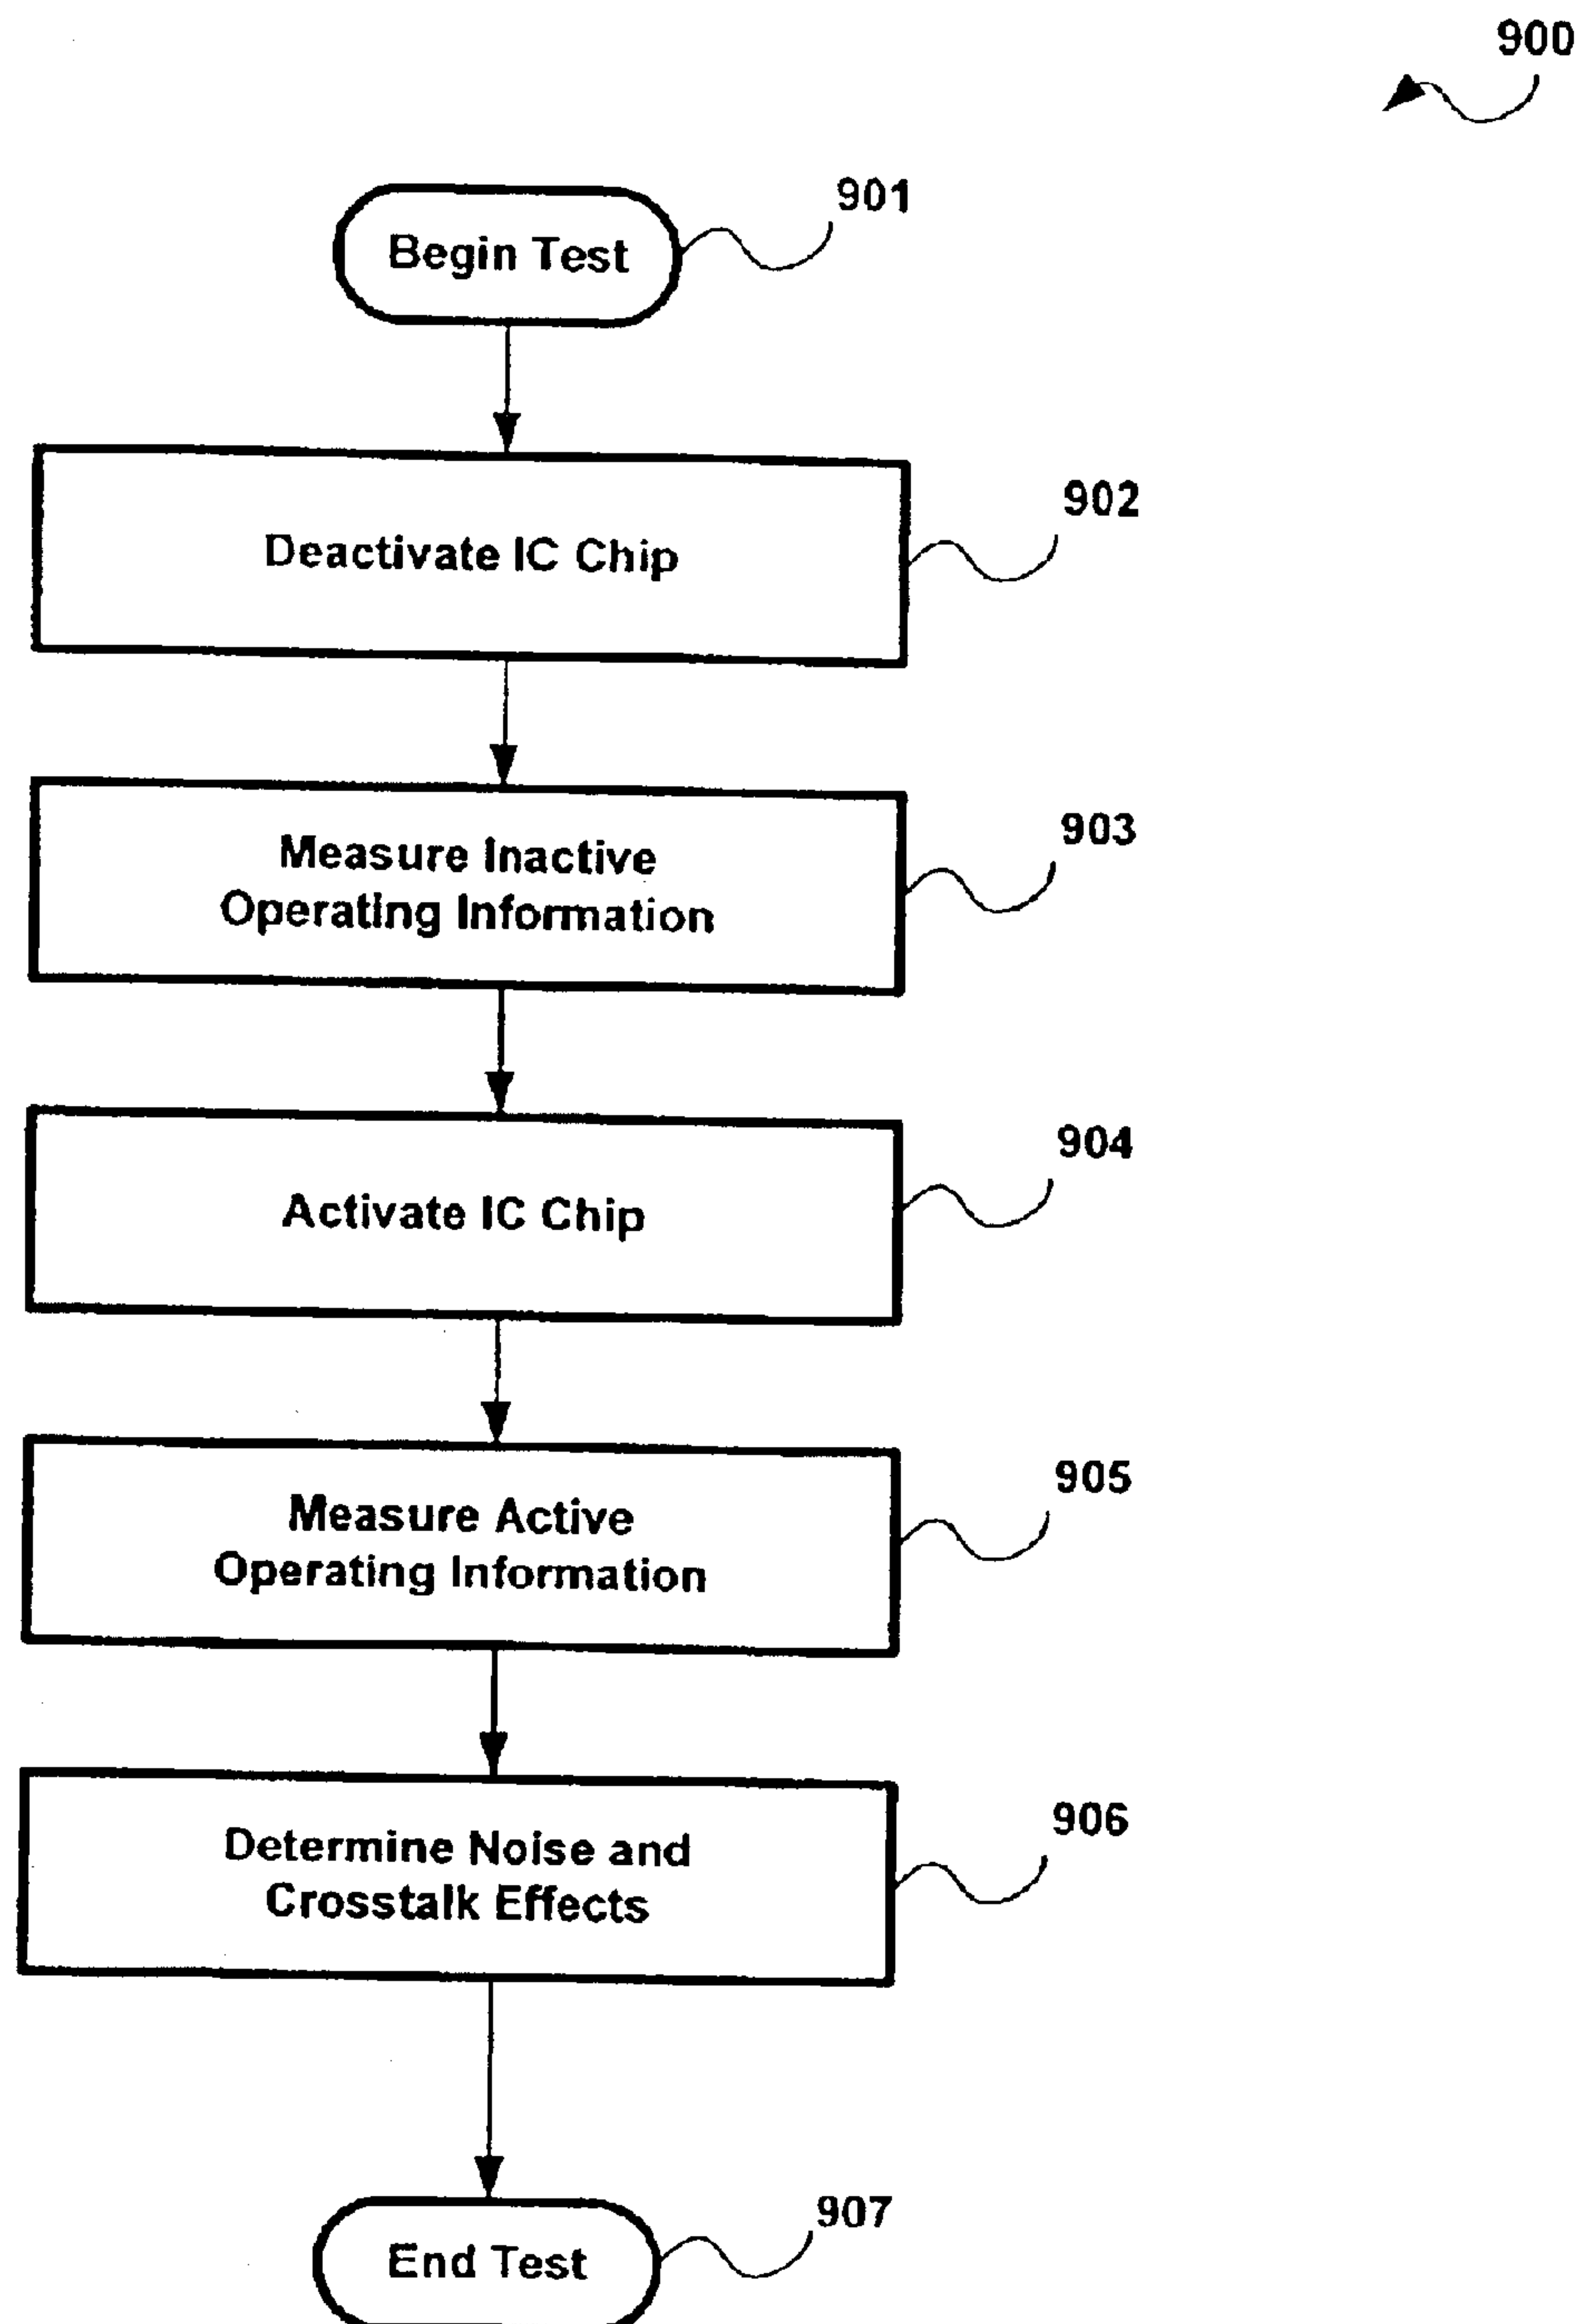 900
901
Begin Test
902
Deactivate IC Chip
903
Measure Inactive
Operating Information
904
Activate IC Chip
905
Measure Active
Operating Information
906
Determine Noise and
Crosstalk Effects
907
End Test